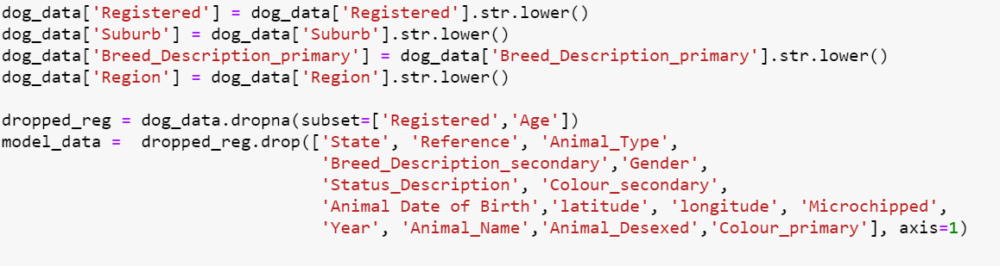 dog_data['Registered'] = dog_data['Registered'].str.lower()
dog_data['Suburb'] = dog_data['Suburb'].str.lower()
dog_data['Breed_Description_primary'] = dog_data['Breed_Description_primary'].str.lower()
dog_data['Region'] = dog_data['Region'].str.lower()
dropped_reg = dog_data.dropna(subset=['Registered','Age'])
model_data =  dropped_reg.drop(['State', 'Reference', 'Animal_Type',
'Breed_Description_secondary','Gender',
'Status_Description', 'Colour_secondary',
'Animal Date of Birth','latitude', 'longitude', 'Microchipped',
'Year', 'Animal_Name','Animal_Desexed','Colour_primary'], axis=1)